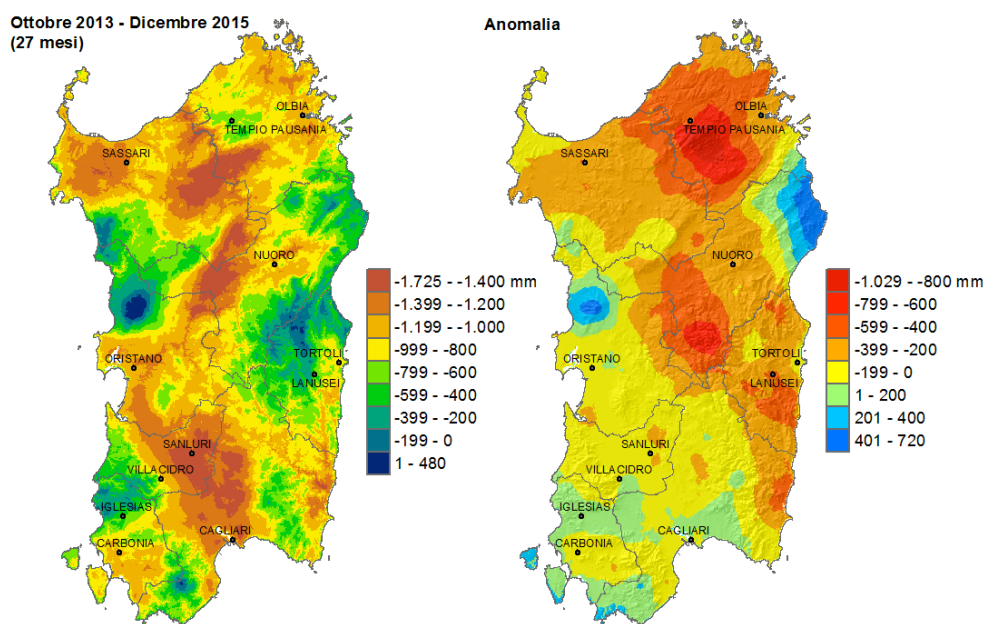 Ottobre 2013 - Dicembre 2015
(27 mesi)
OLBIA
TEMPIO PAUSANIA
SASSARI
NUORO
ORISTANO
TORTOLI
LANUSEI
SANLURI
VILLACIDRO
IGLESIAS
CARBONIA
CAGLIARI
-1.725 - -1.400 mm
-1.399 - -1.200
-1.199 - -1.000
-999 - -800
-799 - -600
-599 - -400
-399 - -200
-199 - 0
1 - 480
Anomalia
OLBIA
TEMPIO PAUSANIA
SASSARI
NUORO
ORISTANO
TORTOLI
LANUSEI
SANLURI
VILLACIDRO
IGLESIAS
CARBONIA
CAGLIARI
-1.029 - -800 mm
-799 - -600
-599 - -400
-399 - -200
-199 - 0
1 - 200
201 - 400
401 - 720